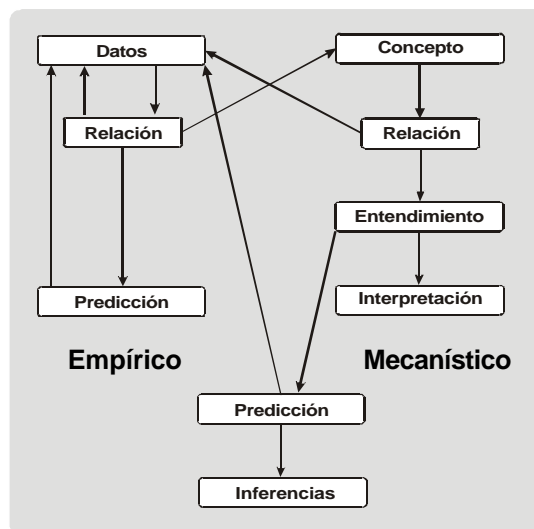 Datos
Concepto
Relación
Relación
Entendimiento
Predicción
Interpretación
Empírico
Mecanístico
Predicción
Inferencias